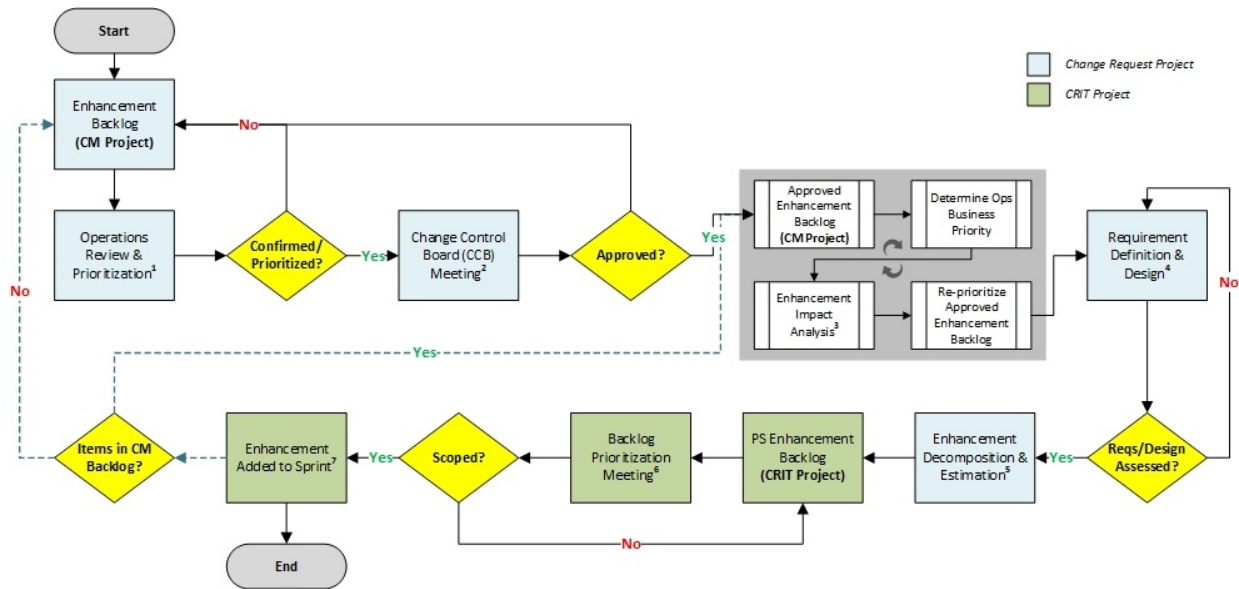 Start
Change Request Project
CRIT Project
Enhancement
Backlog
(CM Project)
No
Operations
Review &
Prioritization1
Confirmed/
Prioritized?
Yes
Change Control
Board (CCB)
Meeting2
Approved?
Yes
Approved
Enhancement
Backlog
(CM Project)
Determine Ops
Business
Priority
Enhancement
Impact
Analysis3
Re-prioritize
Approved
Enhancement
Backlog
Requirement
Definition &
Design4
No
No
Yes
Items in CM
Backlog?
Enhancement
Added to Sprint7
Yes
Scoped?
Backlog
Prioritization
Meeting6
PS Enhancement
Backlog
(CRIT Project)
Enhancement
Decomposition &
Estimation5
Yes
Reqs/Design
Assessed?
No
End